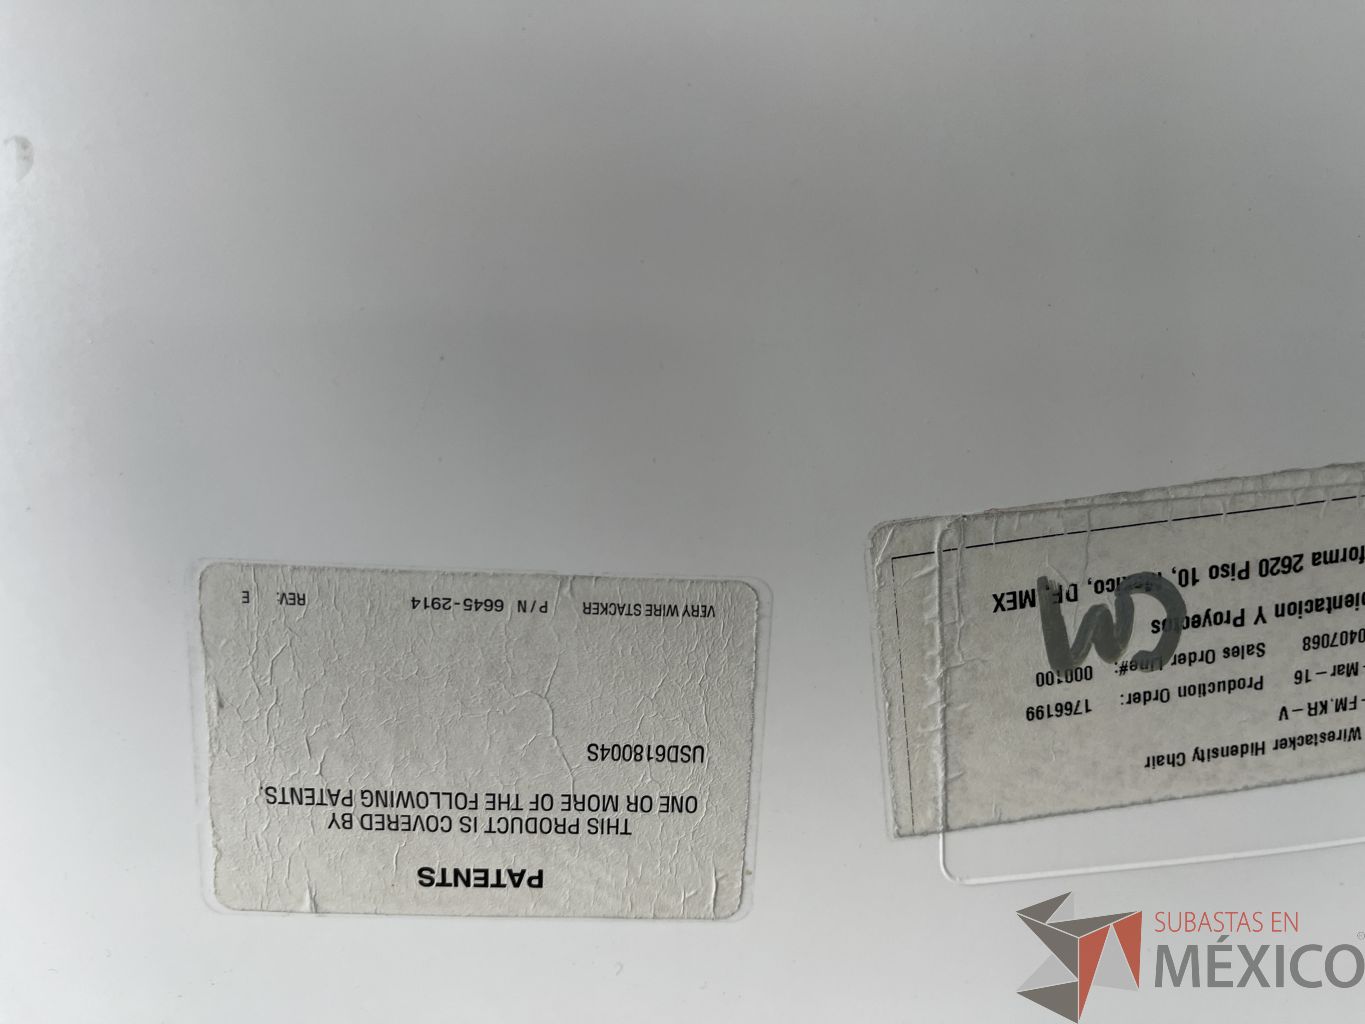 PATENTS
THIS PRODUCT IS COVERED BY
ONE OR MORE OF THE FOLLOWING PATENTS.
USD618004S
VERY WIRE STACKER P/N 6645-2914 REV: E
Wirestacker Hidensity Chair
FM.KR-V
Mar-16 Production Order: 1766199
0407068 Sales Order Line#: 000100
bientacion Y Proyectos
forma 2620 Piso 10, México, DF, MEX
CM
SUBASTAS EN
MÉXICO®